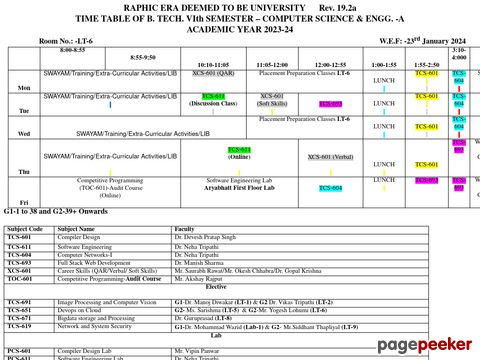 RAPHIC ERA DEEMED TO BE UNIVERSITY Rev. 19.2a
TIME TABLE OF B. TECH. VIth SEMESTER – COMPUTER SCIENCE & ENGG. -A
ACADEMIC YEAR 2023-24
Room No.: -LT-6 W.E.F: -23rd January 2024
8:00-8:55 8:55-9:50 10:10-11:05 11:05-12:00 12:00-12:55 1:00-1:55 1:55-2:50 3:10-4:000
Mon SWAYAM/Training/Extra-Curricular Activities/LIB XCS-601 (QAR) Placement Preparation Classes LT-6 LUNCH TCS-601 TCS-604
Tue SWAYAM/Training/Extra-Curricular Activities/LIB TCS-611 (Discussion Class) XCS-601 (Soft Skills) TCS-693 LUNCH TCS-601 TCS-604
Wed SWAYAM/Training/Extra-Curricular Activities/LIB Placement Preparation Classes LT-6 LUNCH TCS-601 TCS-604
Thu SWAYAM/Training/Extra-Curricular Activities/LIB TCS-611 (Online) XCS-601 (Verbal) LUNCH TCS-601 TCS-693
Fri Competitive Programming (TOC-601)-Audit Course (Online) Software Engineering Lab Aryabhatt First Floor Lab TCS-604 LUNCH TCS-693
G1-1 to 38 and G2-39+ Onwards
Subject Code Subject Name Faculty
TCS-601 Compiler Design Dr. Devesh Pratap Singh
TCS-611 Software Engineering Dr. Neha Tripathi
TCS-604 Computer Networks-I Dr. Neha Tripathi
TCS-693 Full Stack Web Development Dr. Manish Sharma
XCS-601 Career Skills (QAR/Verbal/ Soft Skills) Mr. Saurabh Rawat/Mr. Okesh Chhabra/Dr. Gopal Krishna
TOC-601 Competitive Programming-Audit Course Mr. Akshay Rajput
Elective
TCS-691 Image Processing and Computer Vision G1-Dr. Manoj Diwakar (LT-1) & G2 Dr. Vikas Tripathi (LT-2)
TCS-651 Devops on Cloud G2- Ms. Sarishma (LT-5) & G2-Mr. Yogesh Lohumi (LT-6)
TCS-671 Bigdata storage and Processing Dr. Guruprasad (LT-8)
TCS-619 Network and System Security G1-Dr. Mohammad Wazid (Lab-1) & G2- Mr.Siddhant Thapliyal (LT-9)
Lab
PCS-601 Compiler Design Lab Mr. Vipin Panwar
PCS-611 Software Engineering Lab
pagepeeker